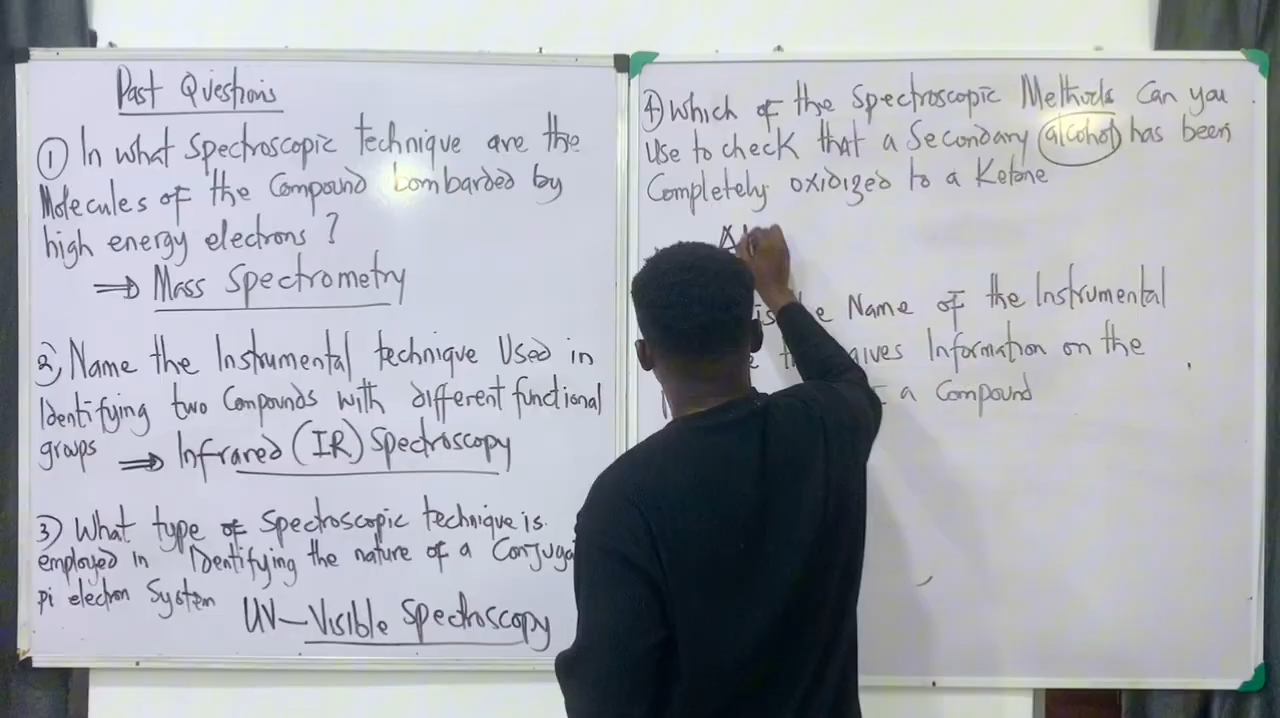 Past Questions
① In what Spectroscopic technique are the
Molecules of the Compound bombarded by
high energy electrons ?
⇒ Mass Spectrometry
2) Name the Instrumental technique Used in
Identifying two Compounds with different functional
groups ⇒ Infrared (IR) Spectroscopy
3) What type of Spectroscopic technique is
employed in Identifying the nature of a Conjuga
pi electron System
UV-Visible Spectroscopy
4) Which of the Spectroscopic Methods Can you
Use to check that a Secondary alcohol has been
Completely oxidized to a Ketone
is Name of the Instrumental
gives Information on the
a Compound